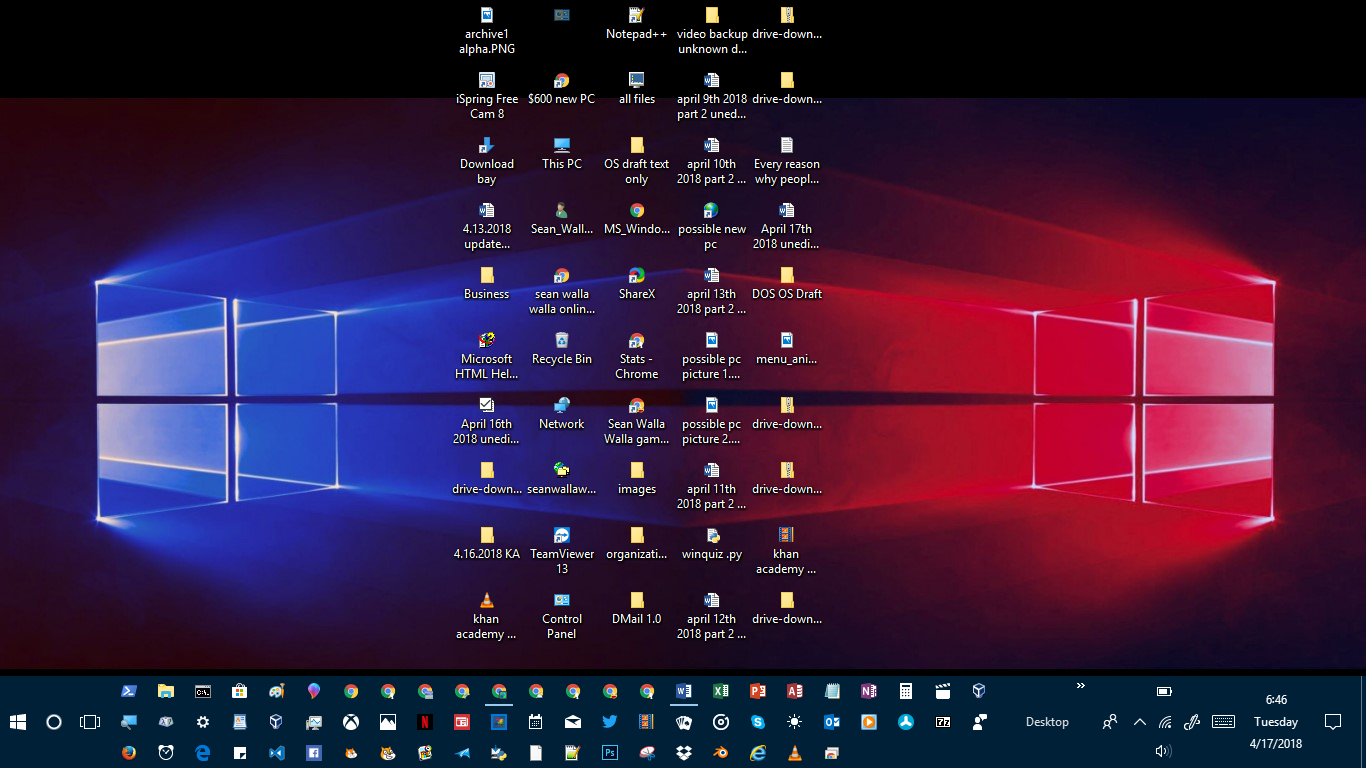 archive1
alpha.PNG
Notepad++
video backup
unknown d...
drive-down...
iSpring Free
Cam 8
$600 new PC
all files
april 9th 2018
part 2 uned...
drive-down...
Download
bay
This PC
OS draft text
only
april 10th
2018 part 2 ...
Every reason
why peopl...
4.13.2018
update...
Sean_Wall...
MS_Windo...
possible new
pc
April 17th
2018 unedi...
Business
sean walla
walla onlin...
ShareX
april 13th
2018 part 2 ...
DOS OS Draft
Microsoft
HTML Hel...
Recycle Bin
Stats -
Chrome
possible pc
picture 1....
menu_ani...
April 16th
2018 unedi...
Network
Sean Walla
Walla gam...
possible pc
picture 2....
drive-down...
drive-down...
seanwallaw...
images
april 11th
2018 part 2 ...
drive-down...
4.16.2018 KA
TeamViewer
13
organizati...
winquiz .py
khan
academy ...
khan
academy ...
Control
Panel
DMail 1.0
april 12th
2018 part 2 ...
drive-down...
Desktop
6:46
Tuesday
4/17/2018